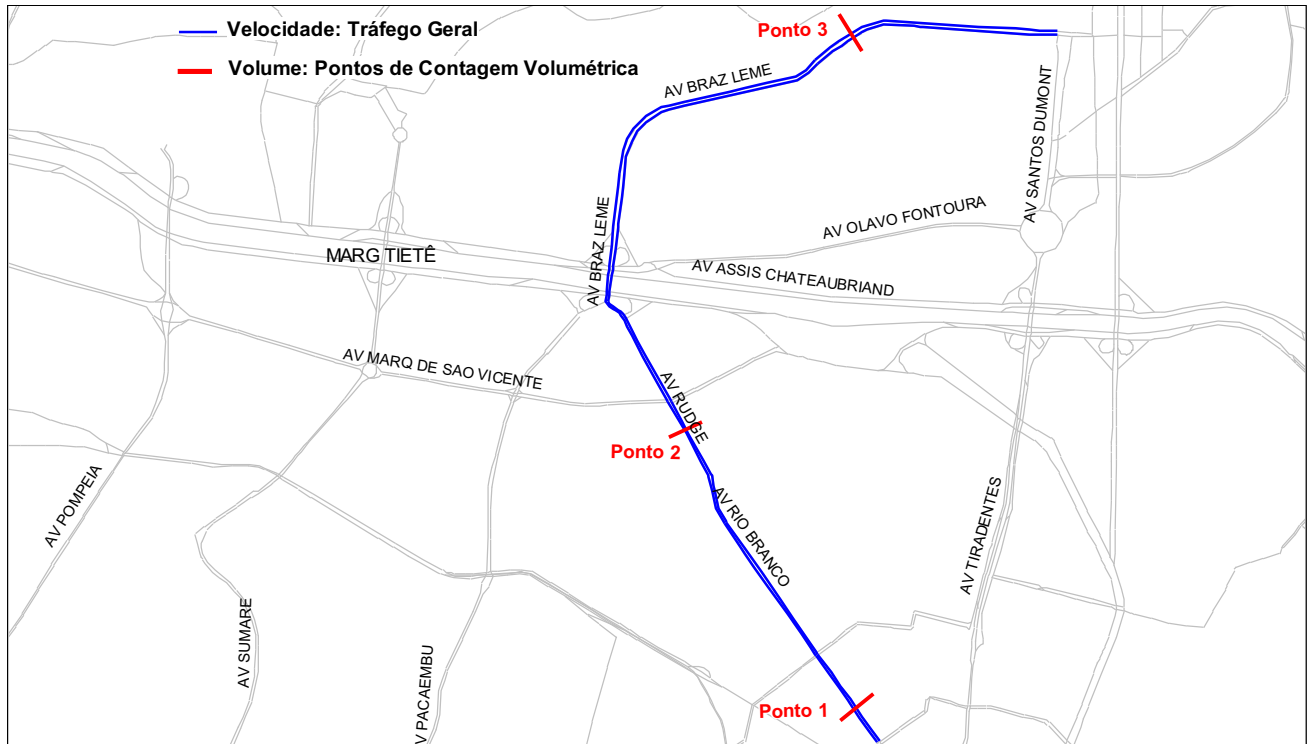 Velocidade: Tráfego Geral
Volume: Pontos de Contagem Volumétrica
Ponto 3
AV BRAZ LEME
AV SANTOS DUMONT
AV OLAVO FONTOURA
AV BRAZ LEME
MARG TIETÊ
AV ASSIS CHATEAUBRIAND
AV MARQ DE SAO VICENTE
AV RUDGE
Ponto 2
AV POMPEIA
AV RIO BRANCO
AV TIRADENTES
AV SUMARE
V PACAEMBU
Ponto 1